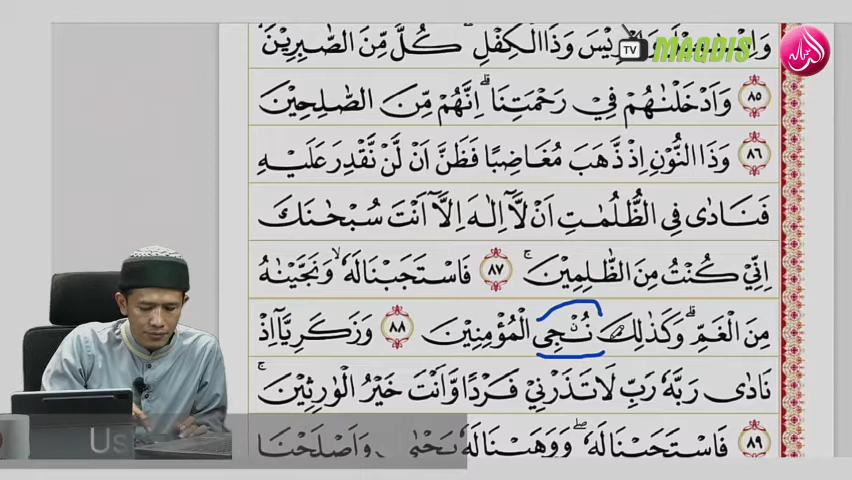 TV MAQDIS
كُلٌّ مِّنَ الصّٰبِرِيْنَ
٨٥ وَاَدْخَلْنٰهُمْ فِيْ رَحْمَتِنَاۗ اِنَّهُمْ مِّنَ الصّٰلِحِيْنَ
٨٦ وَذَا النُّوْنِ اِذْ ذَّهَبَ مُغَاضِبًا فَظَنَّ اَنْ لَّنْ نَّقْدِرَ عَلَيْهِ
فَنَادٰى فِى الظُّلُمٰتِ اَنْ لَّآ اِلٰهَ اِلَّآ اَنْتَ سُبْحٰنَكَ
اِنِّيْ كُنْتُ مِنَ الظّٰلِمِيْنَ ۚ ٨٧ فَاسْتَجَبْنَا لَهٗۙ وَنَجَّيْنٰهُ
مِنَ الْغَمِّۗ وَكَذٰلِكَ نُـْۨجِى الْمُؤْمِنِيْنَ ٨٨ وَزَكَرِيَّآ اِذْ
نَادٰى رَبَّهٗ رَبِّ لَا تَذَرْنِيْ فَرْدًا وَّاَنْتَ خَيْرُ الْوٰرِثِيْنَ ۚ
٨٩ فَاسْتَجَبْنَا لَهٗۖ وَوَهَبْنَا لَهٗ يَحْيٰى وَاَصْلَحْنَا